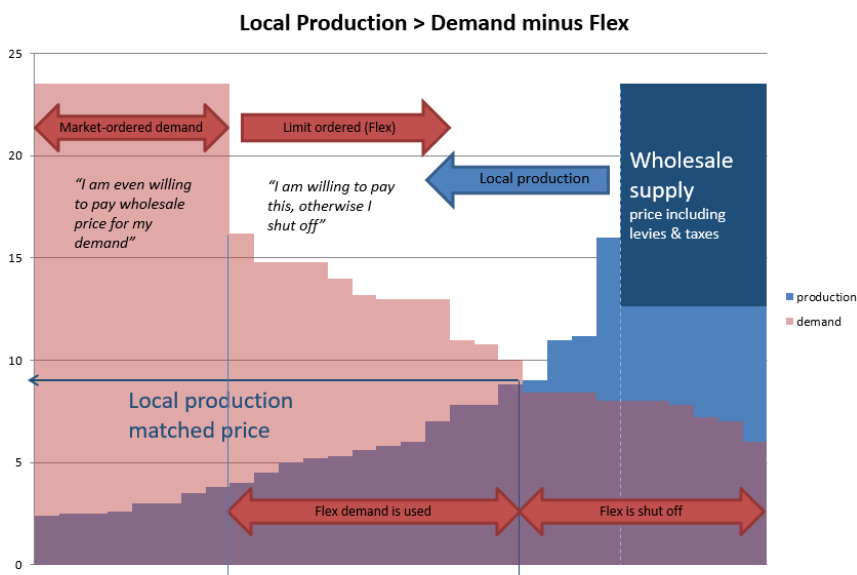 Local Production > Demand minus Flex
25
20
15
10
5
0
Market-ordered demand
Limit ordered (Flex)
Local production
“I am even willing
to pay wholesale
price for my
demand”
“I am willing to pay
this, otherwise I
shut off”
Wholesale
supply
price including
levies & taxes
production
demand
Local production
matched price
Flex demand is used
Flex is shut off